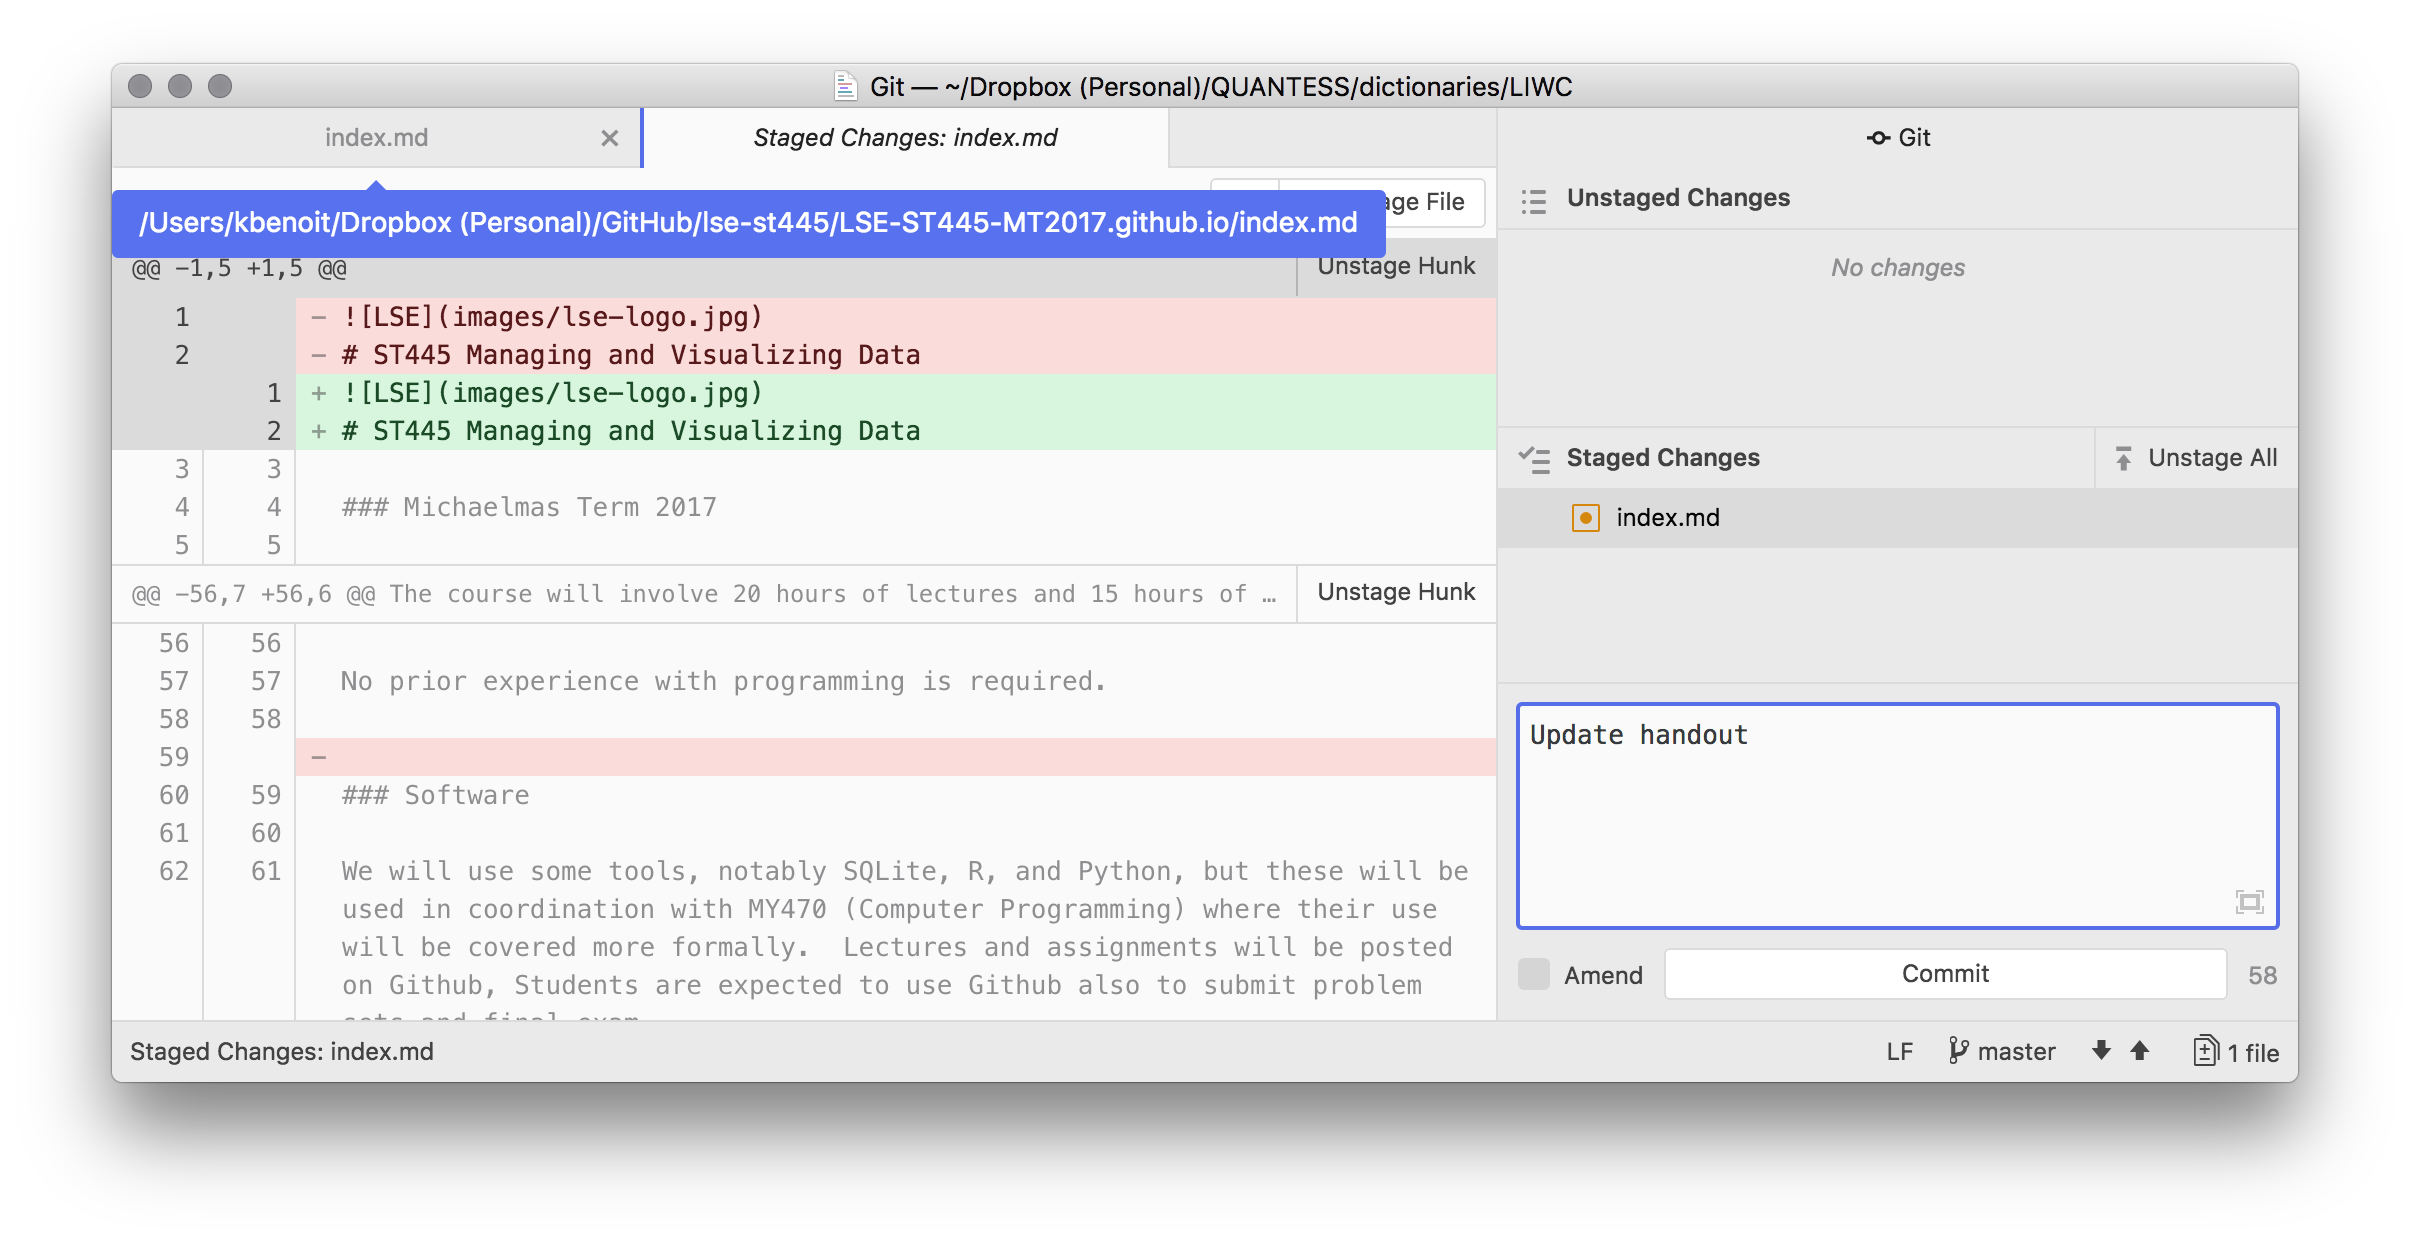 Git — ~/Dropbox (Personal)/QUANTESS/dictionaries/LIWC
index.md
Staged Changes: index.md
Git
/Users/kbenoit/Dropbox (Personal)/GitHub/lse-st445/LSE-ST445-MT2017.github.io/index.md
File
@@ -1,5 +1,5 @@
Unstage Hunk
1 - ![LSE](images/lse-logo.jpg)
2 - # ST445 Managing and Visualizing Data
1 + ![LSE](images/lse-logo.jpg)
2 + # ST445 Managing and Visualizing Data
3 3
4 4 ### Michaelmas Term 2017
5 5
@@ -56,7 +56,6 @@ The course will involve 20 hours of lectures and 15 hours of …
Unstage Hunk
56 56
57 57 No prior experience with programming is required.
58 58
59 -
60 59 ### Software
61 60
62 61 We will use some tools, notably SQLite, R, and Python, but these will be
used in coordination with MY470 (Computer Programming) where their use
will be covered more formally.  Lectures and assignments will be posted
on Github, Students are expected to use Github also to submit problem
Unstaged Changes
No changes
Staged Changes
Unstage All
index.md
Update handout
Amend
Commit
58
Staged Changes: index.md
LF
master
1 file